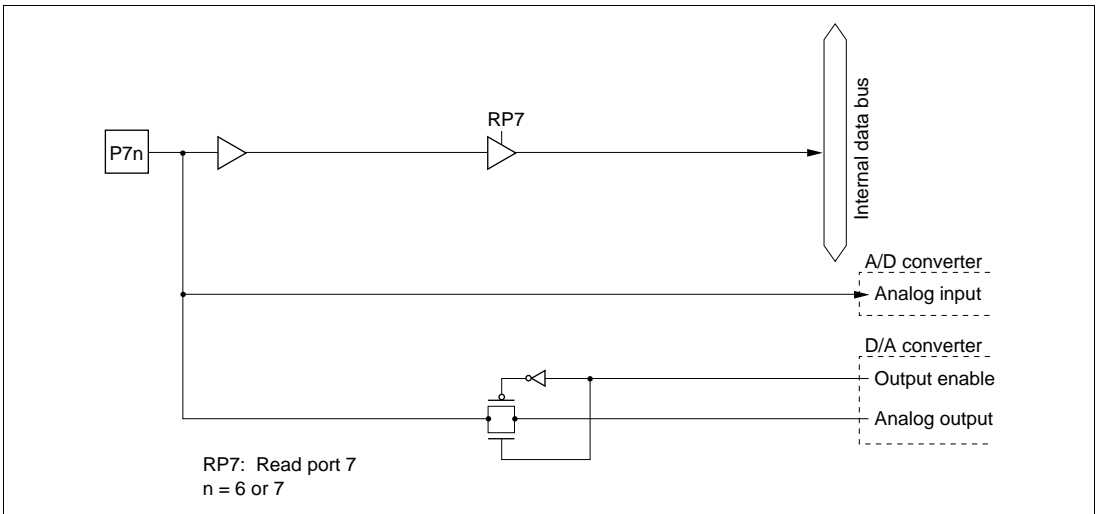 RP7
P7n
Internal data bus
A/D converter
Analog input
D/A converter
Output enable
Analog output
RP7: Read port 7
n = 6 or 7